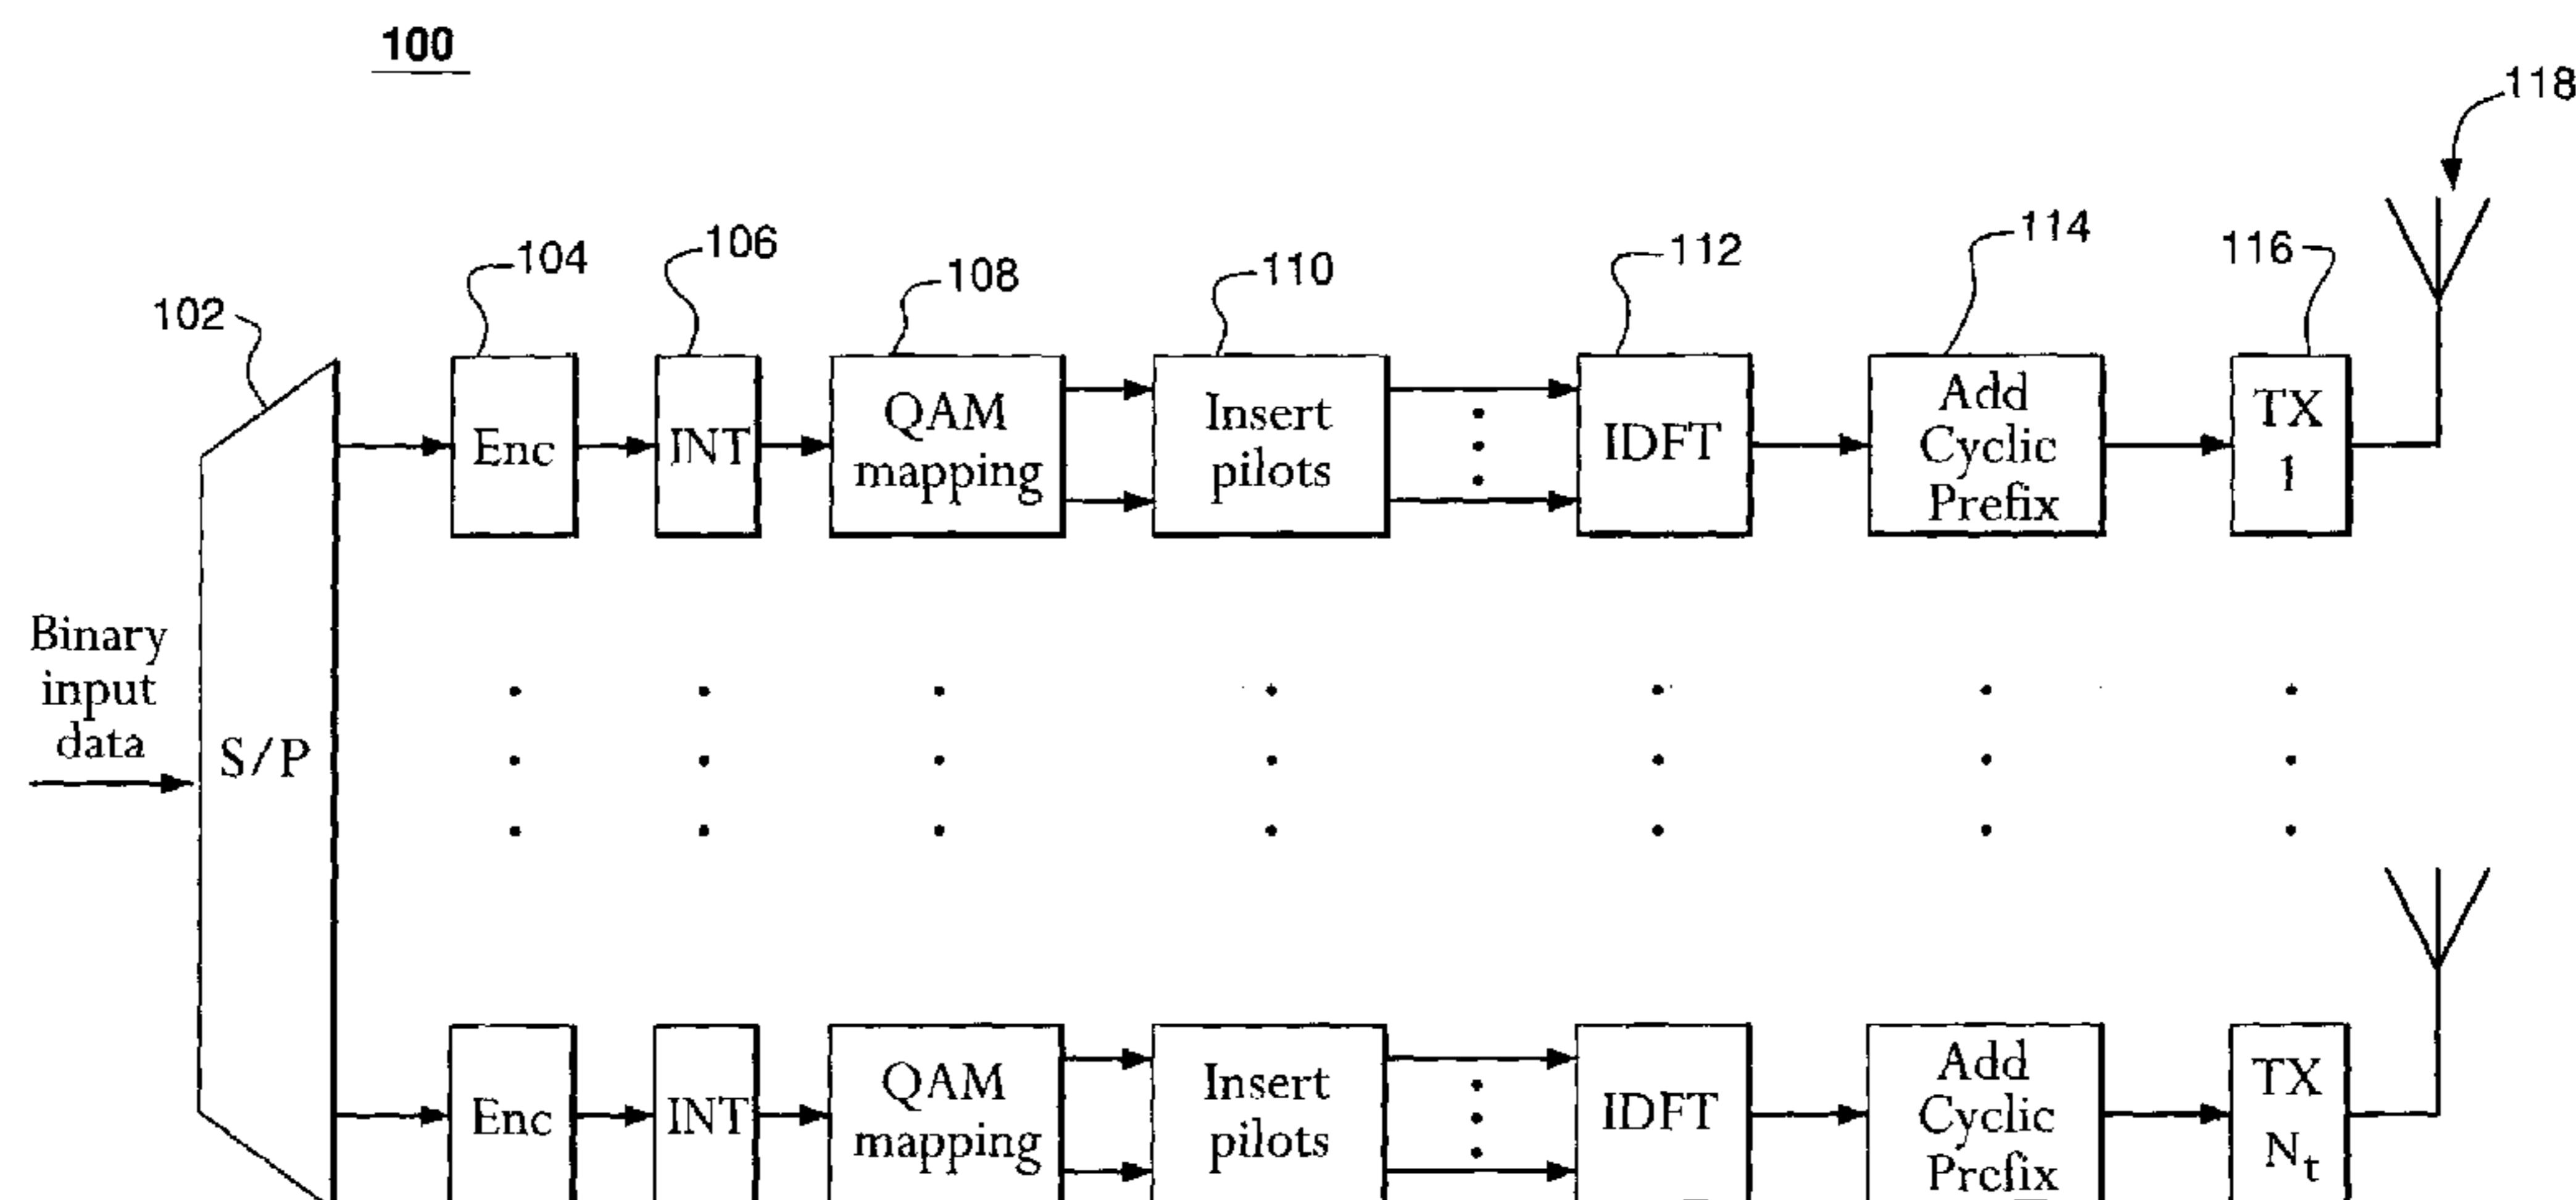 100
118
104
106
108
110
112
114
116
102
Enc
INT
QAM
mapping
Insert
pilots
IDFT
Add
Cyclic
Prefix
TX
1
Binary
input
data
S/P
Enc
INT
QAM
mapping
Insert
pilots
IDFT
Add
Cyclic
Prefix
TX
Nt